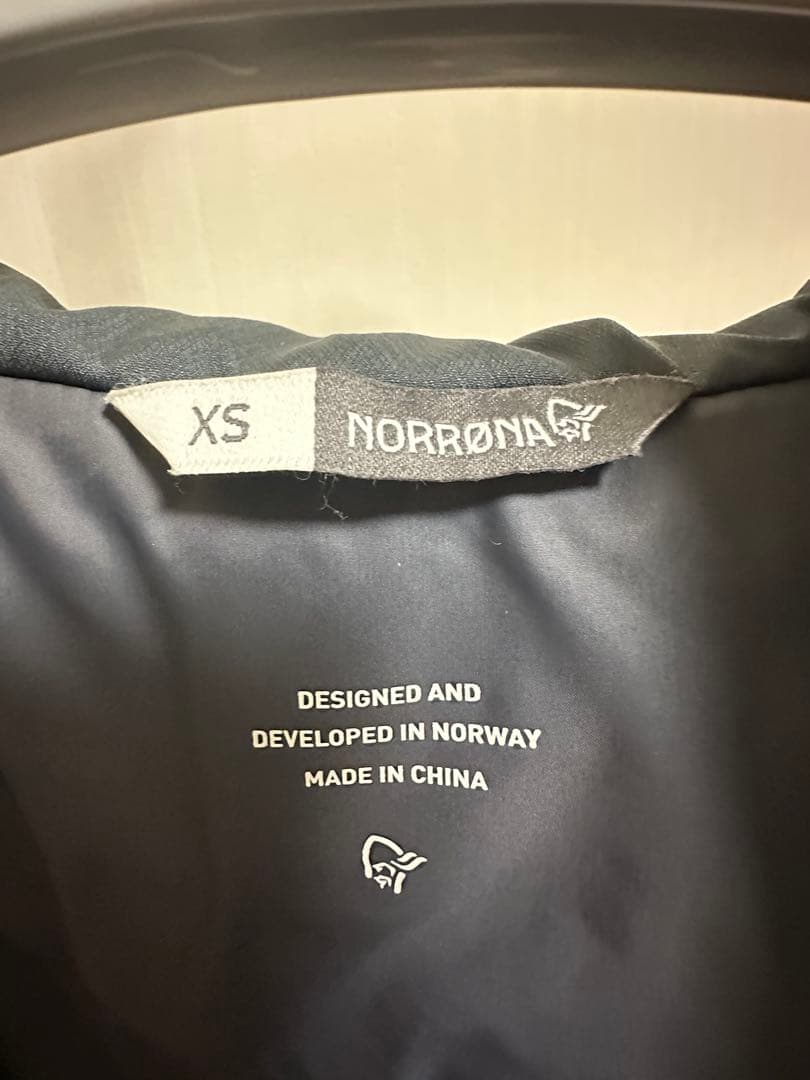 XS NORRØNA
DESIGNED AND
DEVELOPED IN NORWAY
MADE IN CHINA